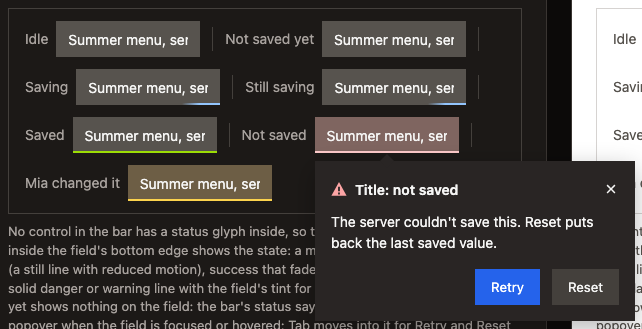 Idle Summer menu, ser Not saved yet Summer menu, ser
Saving Summer menu, ser Still saving Summer menu, ser
Saved Summer menu, ser Not saved Summer menu, ser
Mia changed it Summer menu, ser
Title: not saved
The server couldn't save this. Reset puts
back the last saved value.
Retry Reset
No control in the bar has a status glyph inside, so t
inside the field's bottom edge shows the state: a m
(a still line with reduced motion), success that fade
solid danger or warning line with the field's tint for
yet shows nothing on the field: the bar's status say
popover when the field is focused or hovered; Tab moves into it for Retry and Reset
Idle
Savin
Save